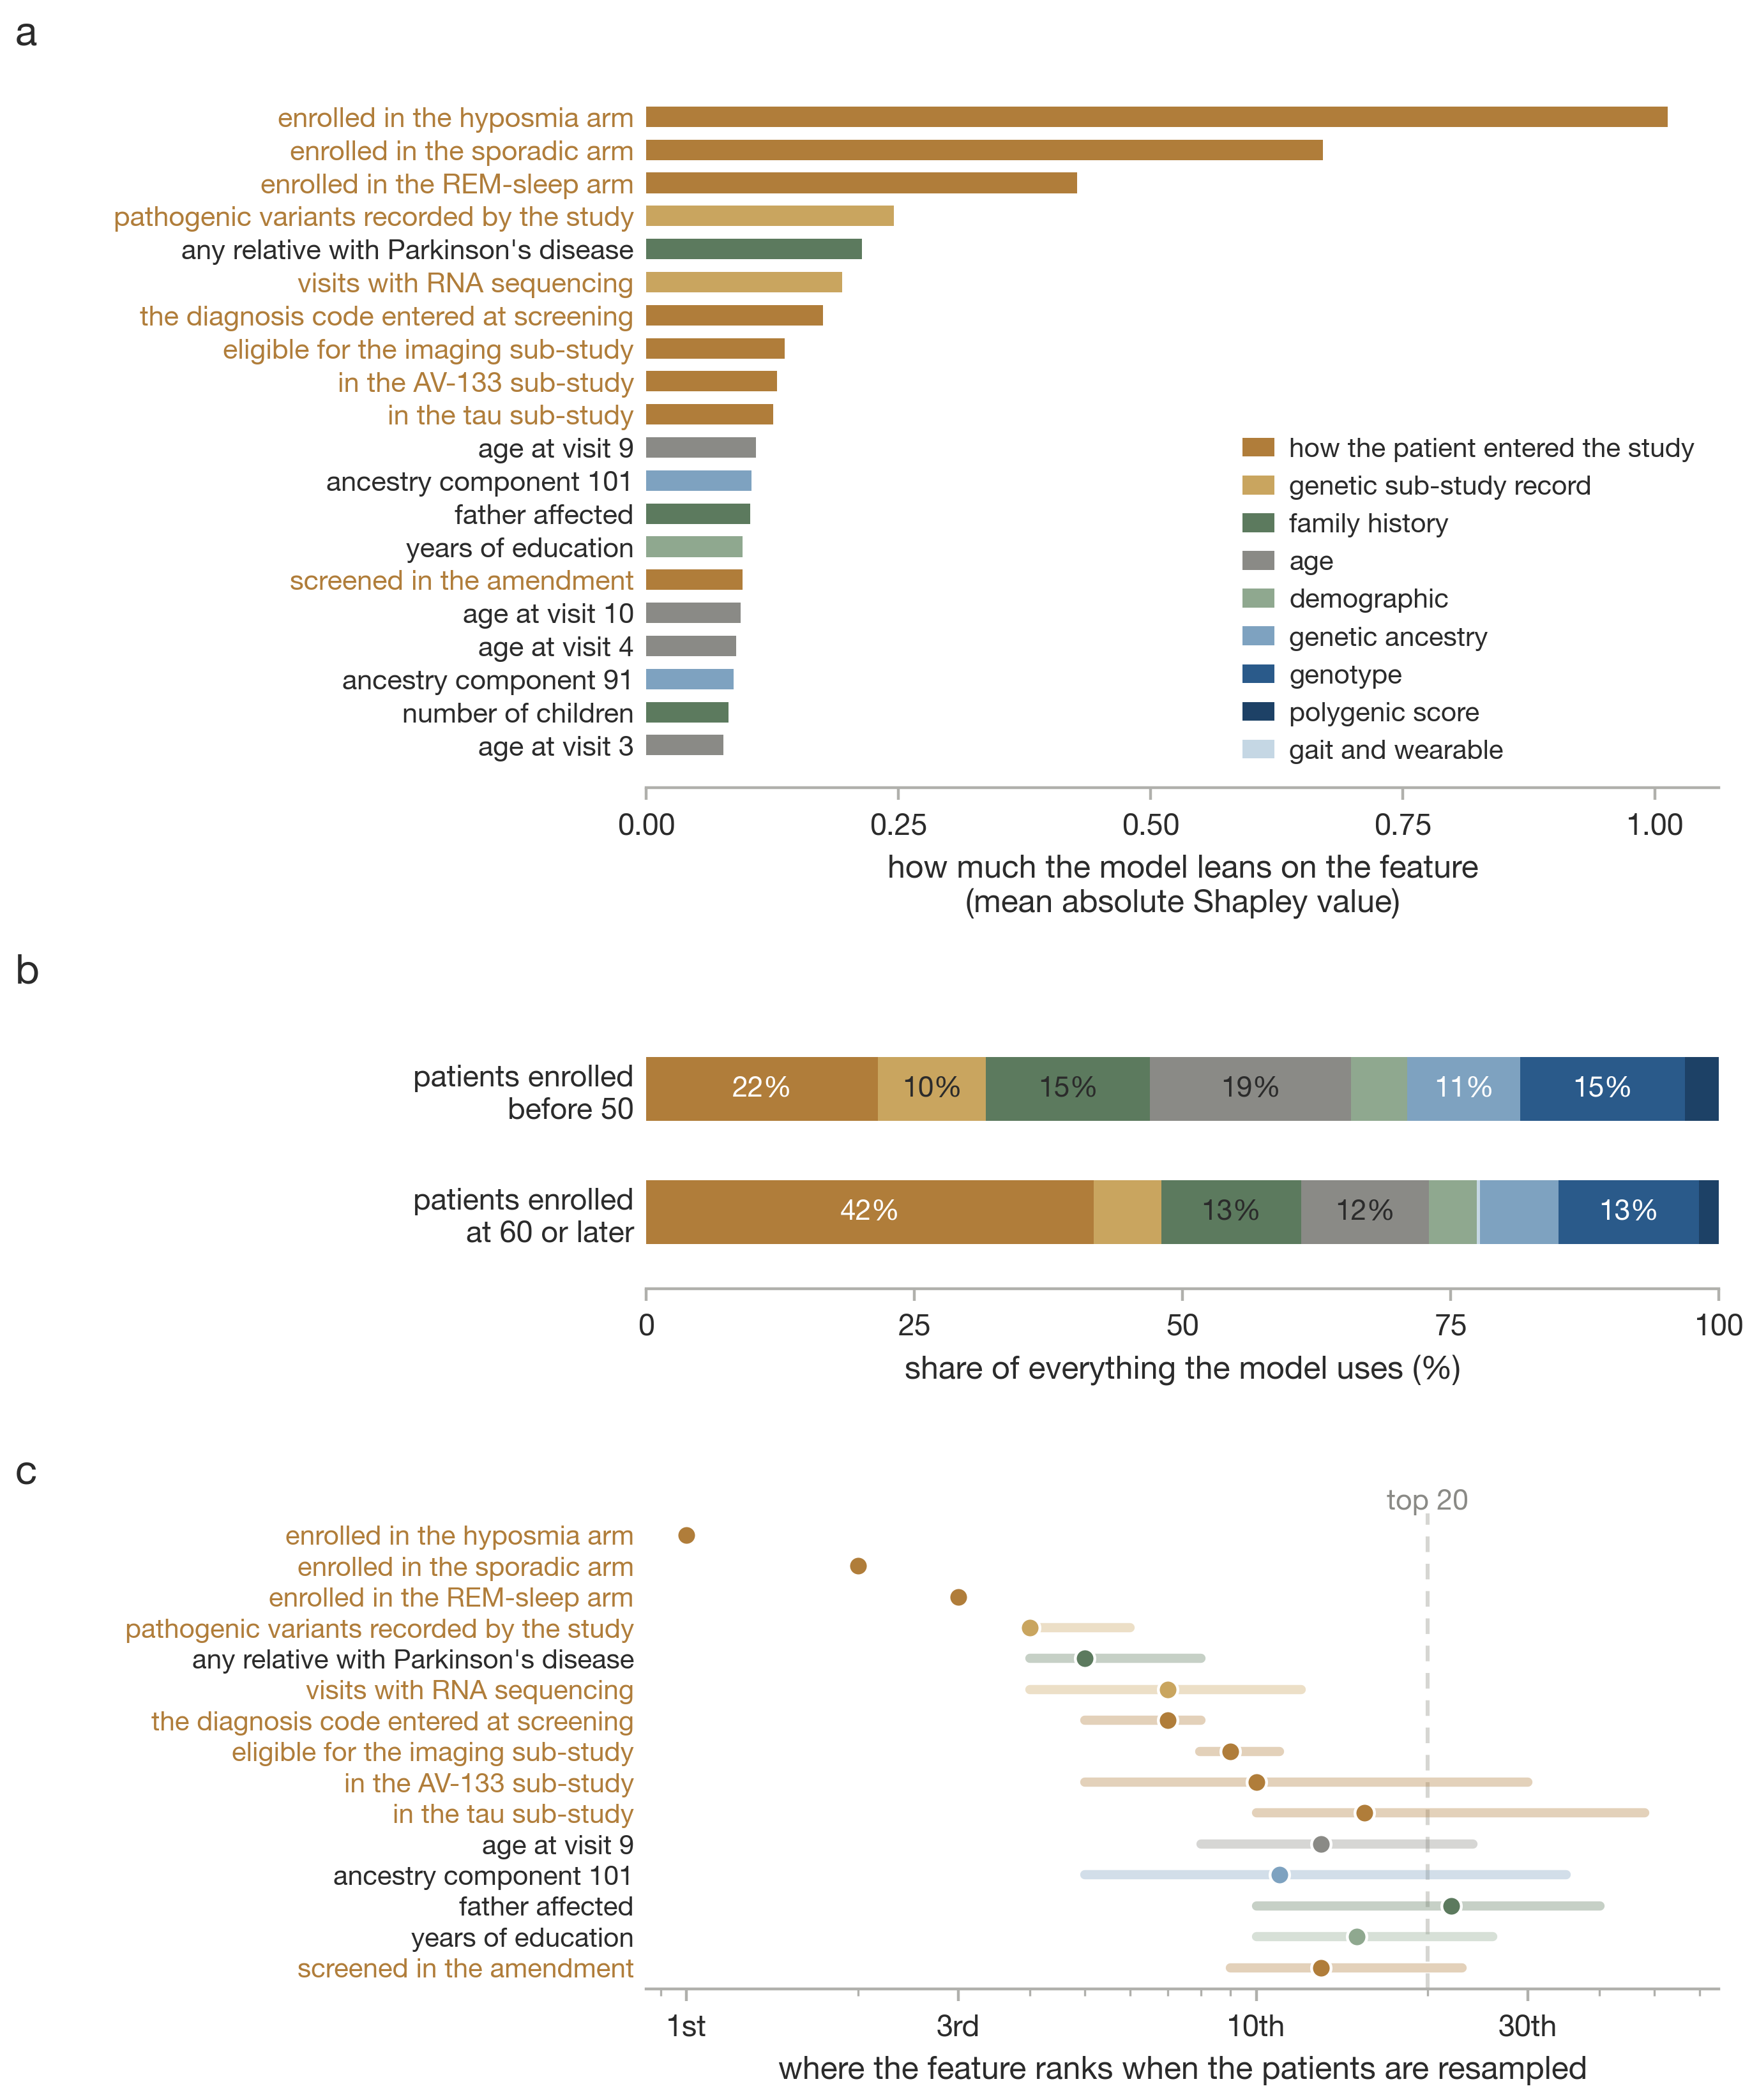 a
enrolled in the hyposmia arm
enrolled in the sporadic arm
enrolled in the REM-sleep arm
pathogenic variants recorded by the study
any relative with Parkinson's disease
visits with RNA sequencing
the diagnosis code entered at screening
eligible for the imaging sub-study
in the AV-133 sub-study
in the tau sub-study
age at visit 9
ancestry component 101
father affected
years of education
screened in the amendment
age at visit 10
age at visit 4
ancestry component 91
number of children
age at visit 3
how the patient entered the study
genetic sub-study record
family history
age
demographic
genetic ancestry
genotype
polygenic score
gait and wearable
0.00 0.25 0.50 0.75 1.00
how much the model leans on the feature
(mean absolute Shapley value)
b
patients enrolled
before 50
22% 10% 15% 19% 11% 15%
patients enrolled
at 60 or later
42% 13% 12% 13%
0 25 50 75 100
share of everything the model uses (%)
c
top 20
enrolled in the hyposmia arm
enrolled in the sporadic arm
enrolled in the REM-sleep arm
pathogenic variants recorded by the study
any relative with Parkinson's disease
visits with RNA sequencing
the diagnosis code entered at screening
eligible for the imaging sub-study
in the AV-133 sub-study
in the tau sub-study
age at visit 9
ancestry component 101
father affected
years of education
screened in the amendment
1st 3rd 10th 30th
where the feature ranks when the patients are resampled